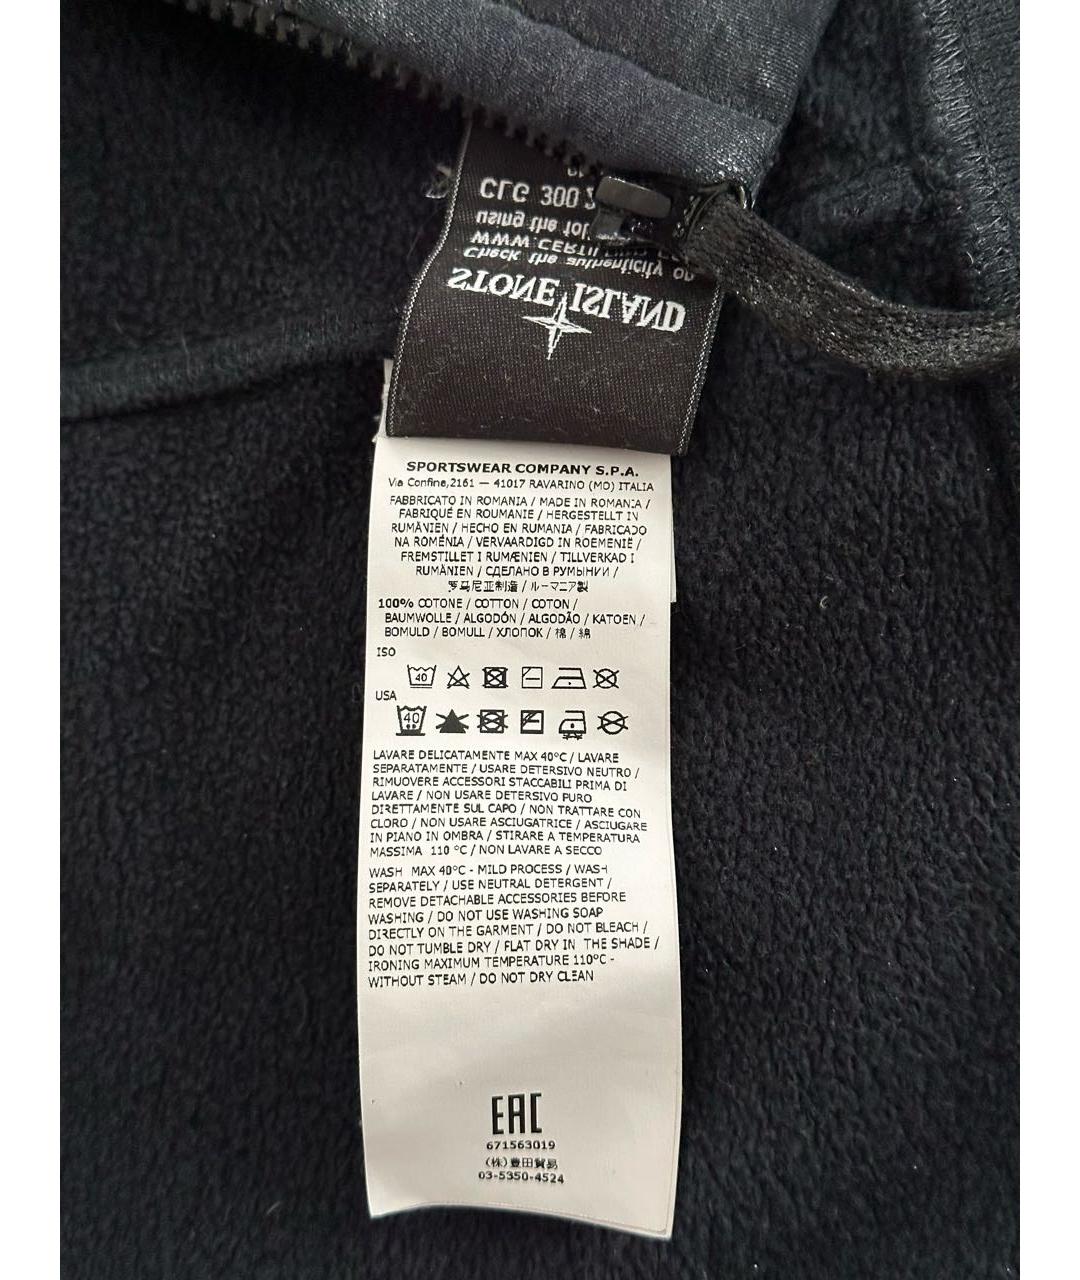 CLG 300
using the
Check the authenticity on
STONE ISLAND
SPORTSWEAR COMPANY S.P.A.
Via Confine,2161 — 41017 RAVARINO (MO) ITALIA
FABBRICATO IN ROMANIA / MADE IN ROMANIA /
FABRIQUÉ EN ROUMANIE / HERGESTELLT IN
RUMÄNIEN / HECHO EN RUMANIA / FABRICADO
NA ROMÉNIA / VERVAARDIGD IN ROEMENIË /
FREMSTILLET I RUMÆNIEN / TILLVERKAD I
RUMÄNIEN / СДЕЛАНО В РУМЫНИИ /
罗马尼亚制造 / ルーマニア製
100% COTONE / COTTON / COTON /
BAUMWOLLE / ALGODÓN / ALGODÃO / KATOEN /
BOMULD / BOMULL / ХЛОПОК / 棉 / 綿
ISO
40
USA
40
LAVARE DELICATAMENTE MAX 40°C / LAVARE
SEPARATAMENTE / USARE DETERSIVO NEUTRO /
RIMUOVERE ACCESSORI STACCABILI PRIMA DI
LAVARE / NON USARE DETERSIVO PURO
DIRETTAMENTE SUL CAPO / NON TRATTARE CON
CLORO / NON USARE ASCIUGATRICE / ASCIUGARE
IN PIANO IN OMBRA / STIRARE A TEMPERATURA
MASSIMA 110 °C / NON LAVARE A SECCO
WASH MAX 40°C - MILD PROCESS / WASH
SEPARATELY / USE NEUTRAL DETERGENT /
REMOVE DETACHABLE ACCESSORIES BEFORE
WASHING / DO NOT USE WASHING SOAP
DIRECTLY ON THE GARMENT / DO NOT BLEACH /
DO NOT TUMBLE DRY / FLAT DRY IN THE SHADE /
IRONING MAXIMUM TEMPERATURE 110°C -
WITHOUT STEAM / DO NOT DRY CLEAN
EAC
671563019
(株)豊田貿易
03-5350-4524